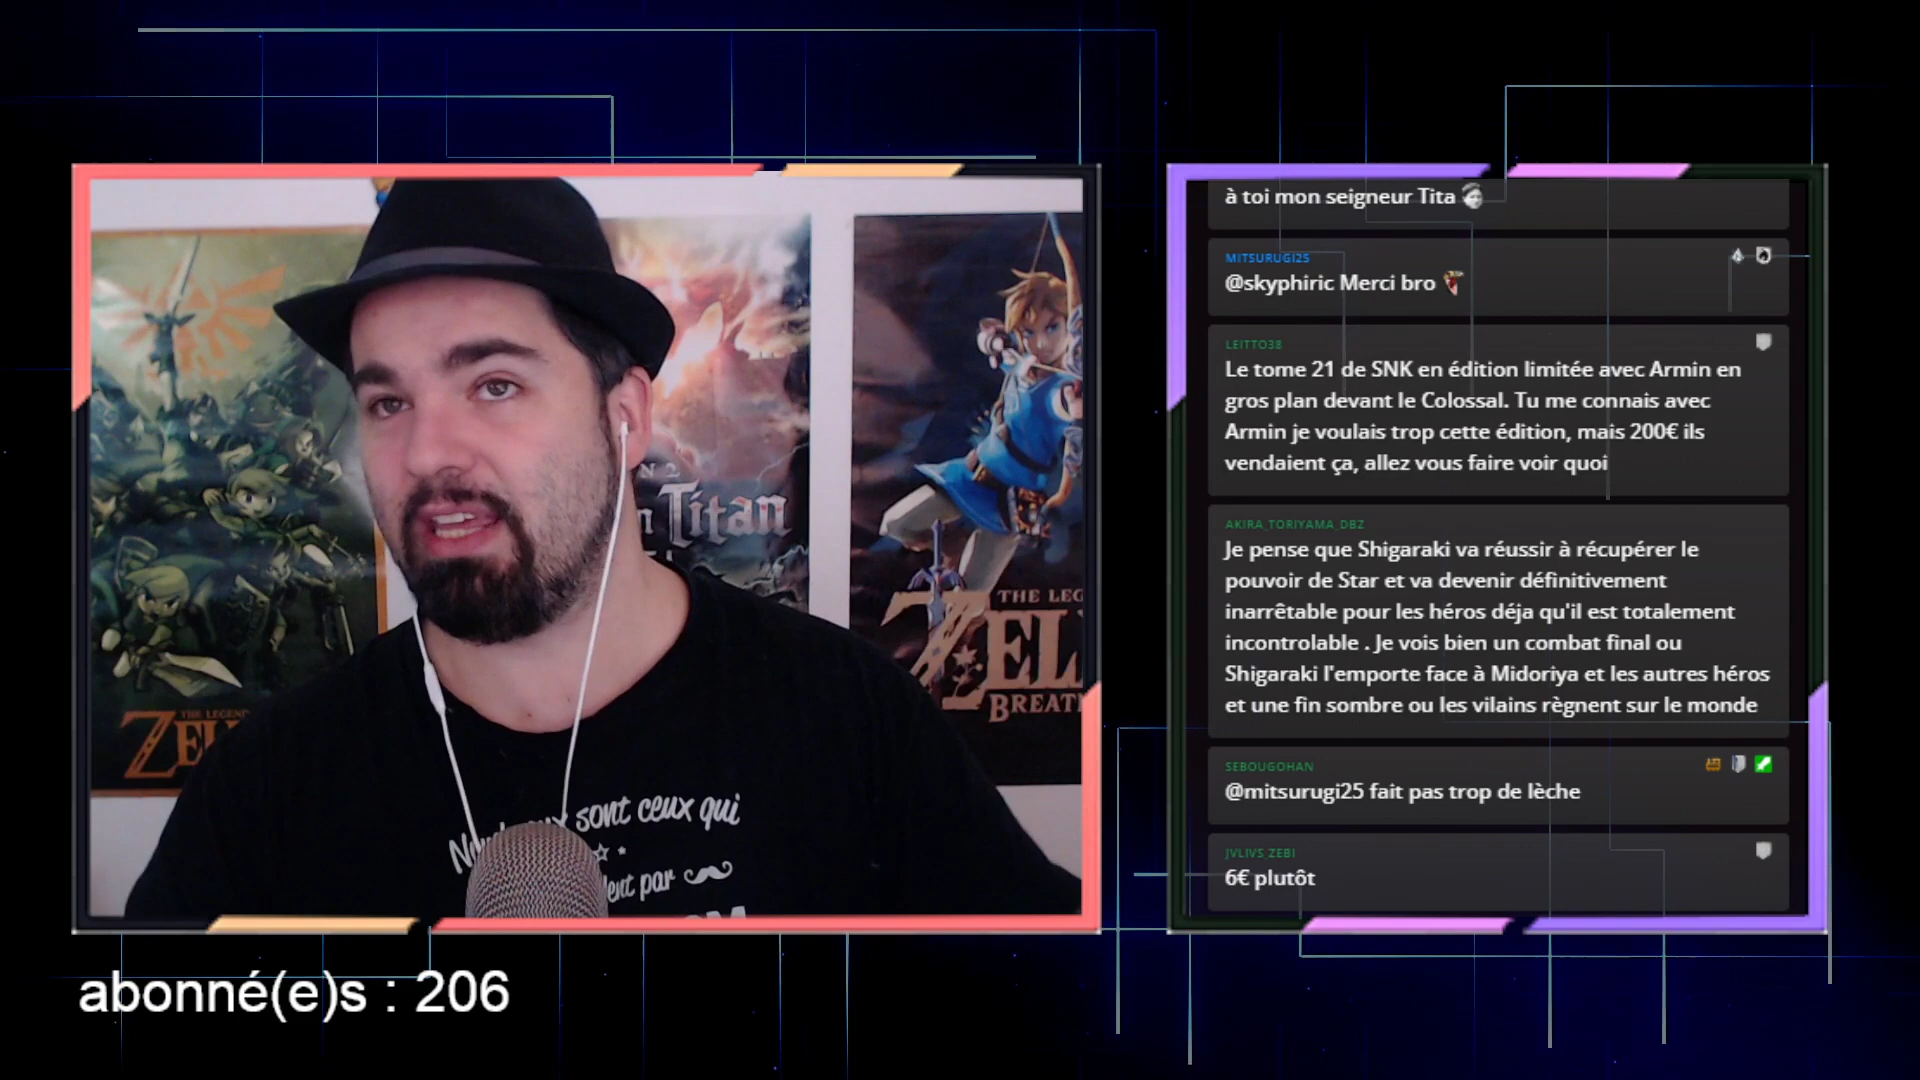 N 2
n Titan
THE LEGEND
ZEL
THE LEG
ZEL
BREATH
sont ceux qui
par
à toi mon seigneur Tita
MITSURUGI25
@skyphiric Merci bro
LEITTO38
Le tome 21 de SNK en édition limitée avec Armin en
gros plan devant le Colossal. Tu me connais avec
Armin je voulais trop cette édition, mais 200€ ils
vendaient ça, allez vous faire voir quoi
AKIRA_TORIYAMA_DBZ
Je pense que Shigaraki va réussir à récupérer le
pouvoir de Star et va devenir définitivement
inarrêtable pour les héros déja qu'il est totalement
incontrolable . Je vois bien un combat final ou
Shigaraki l'emporte face à Midoriya et les autres héros
et une fin sombre ou les vilains règnent sur le monde
SEBOUGOHAN
@mitsurugi25 fait pas trop de lèche
JVLIVS_ZEBI
6€ plutôt
abonné(e)s : 206